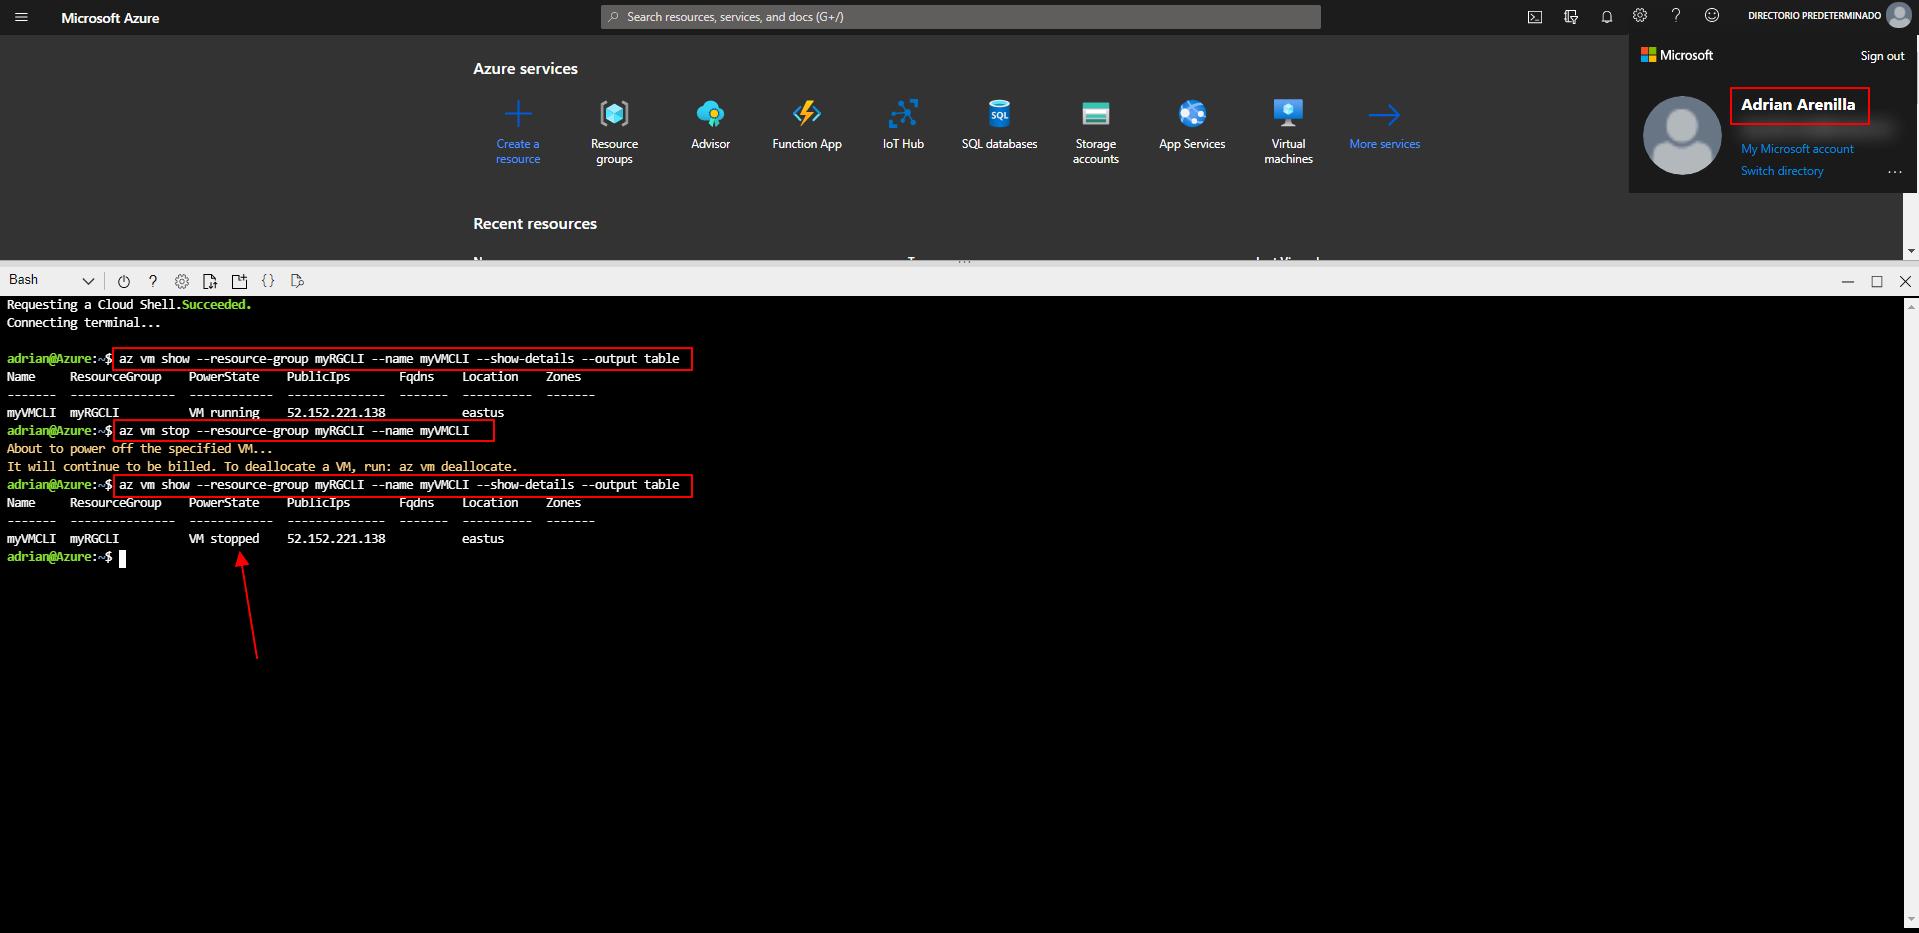 Microsoft Azure
Search resources, services, and docs (G+/)
DIRECTORIO PREDETERMINADO
Microsoft
Sign out
Adrian Arenilla
My Microsoft account
Switch directory
...
Azure services
Create a resource
Resource groups
Advisor
Function App
IoT Hub
SQL databases
Storage accounts
App Services
Virtual machines
More services
Recent resources
Bash
Requesting a Cloud Shell.Succeeded.
Connecting terminal...
adrian@Azure:~$ az vm show --resource-group myRGCLI --name myVMCLI --show-details --output table
Name ResourceGroup PowerState PublicIps Fqdns Location Zones
------- --------------- ------------ -------------- ------- ---------- -------
myVMCLI myRGCLI VM running 52.152.221.138 eastus
adrian@Azure:~$ az vm stop --resource-group myRGCLI --name myVMCLI
About to power off the specified VM...
It will continue to be billed. To deallocate a VM, run: az vm deallocate.
adrian@Azure:~$ az vm show --resource-group myRGCLI --name myVMCLI --show-details --output table
Name ResourceGroup PowerState PublicIps Fqdns Location Zones
------- --------------- ------------ -------------- ------- ---------- -------
myVMCLI myRGCLI VM stopped 52.152.221.138 eastus
adrian@Azure:~$